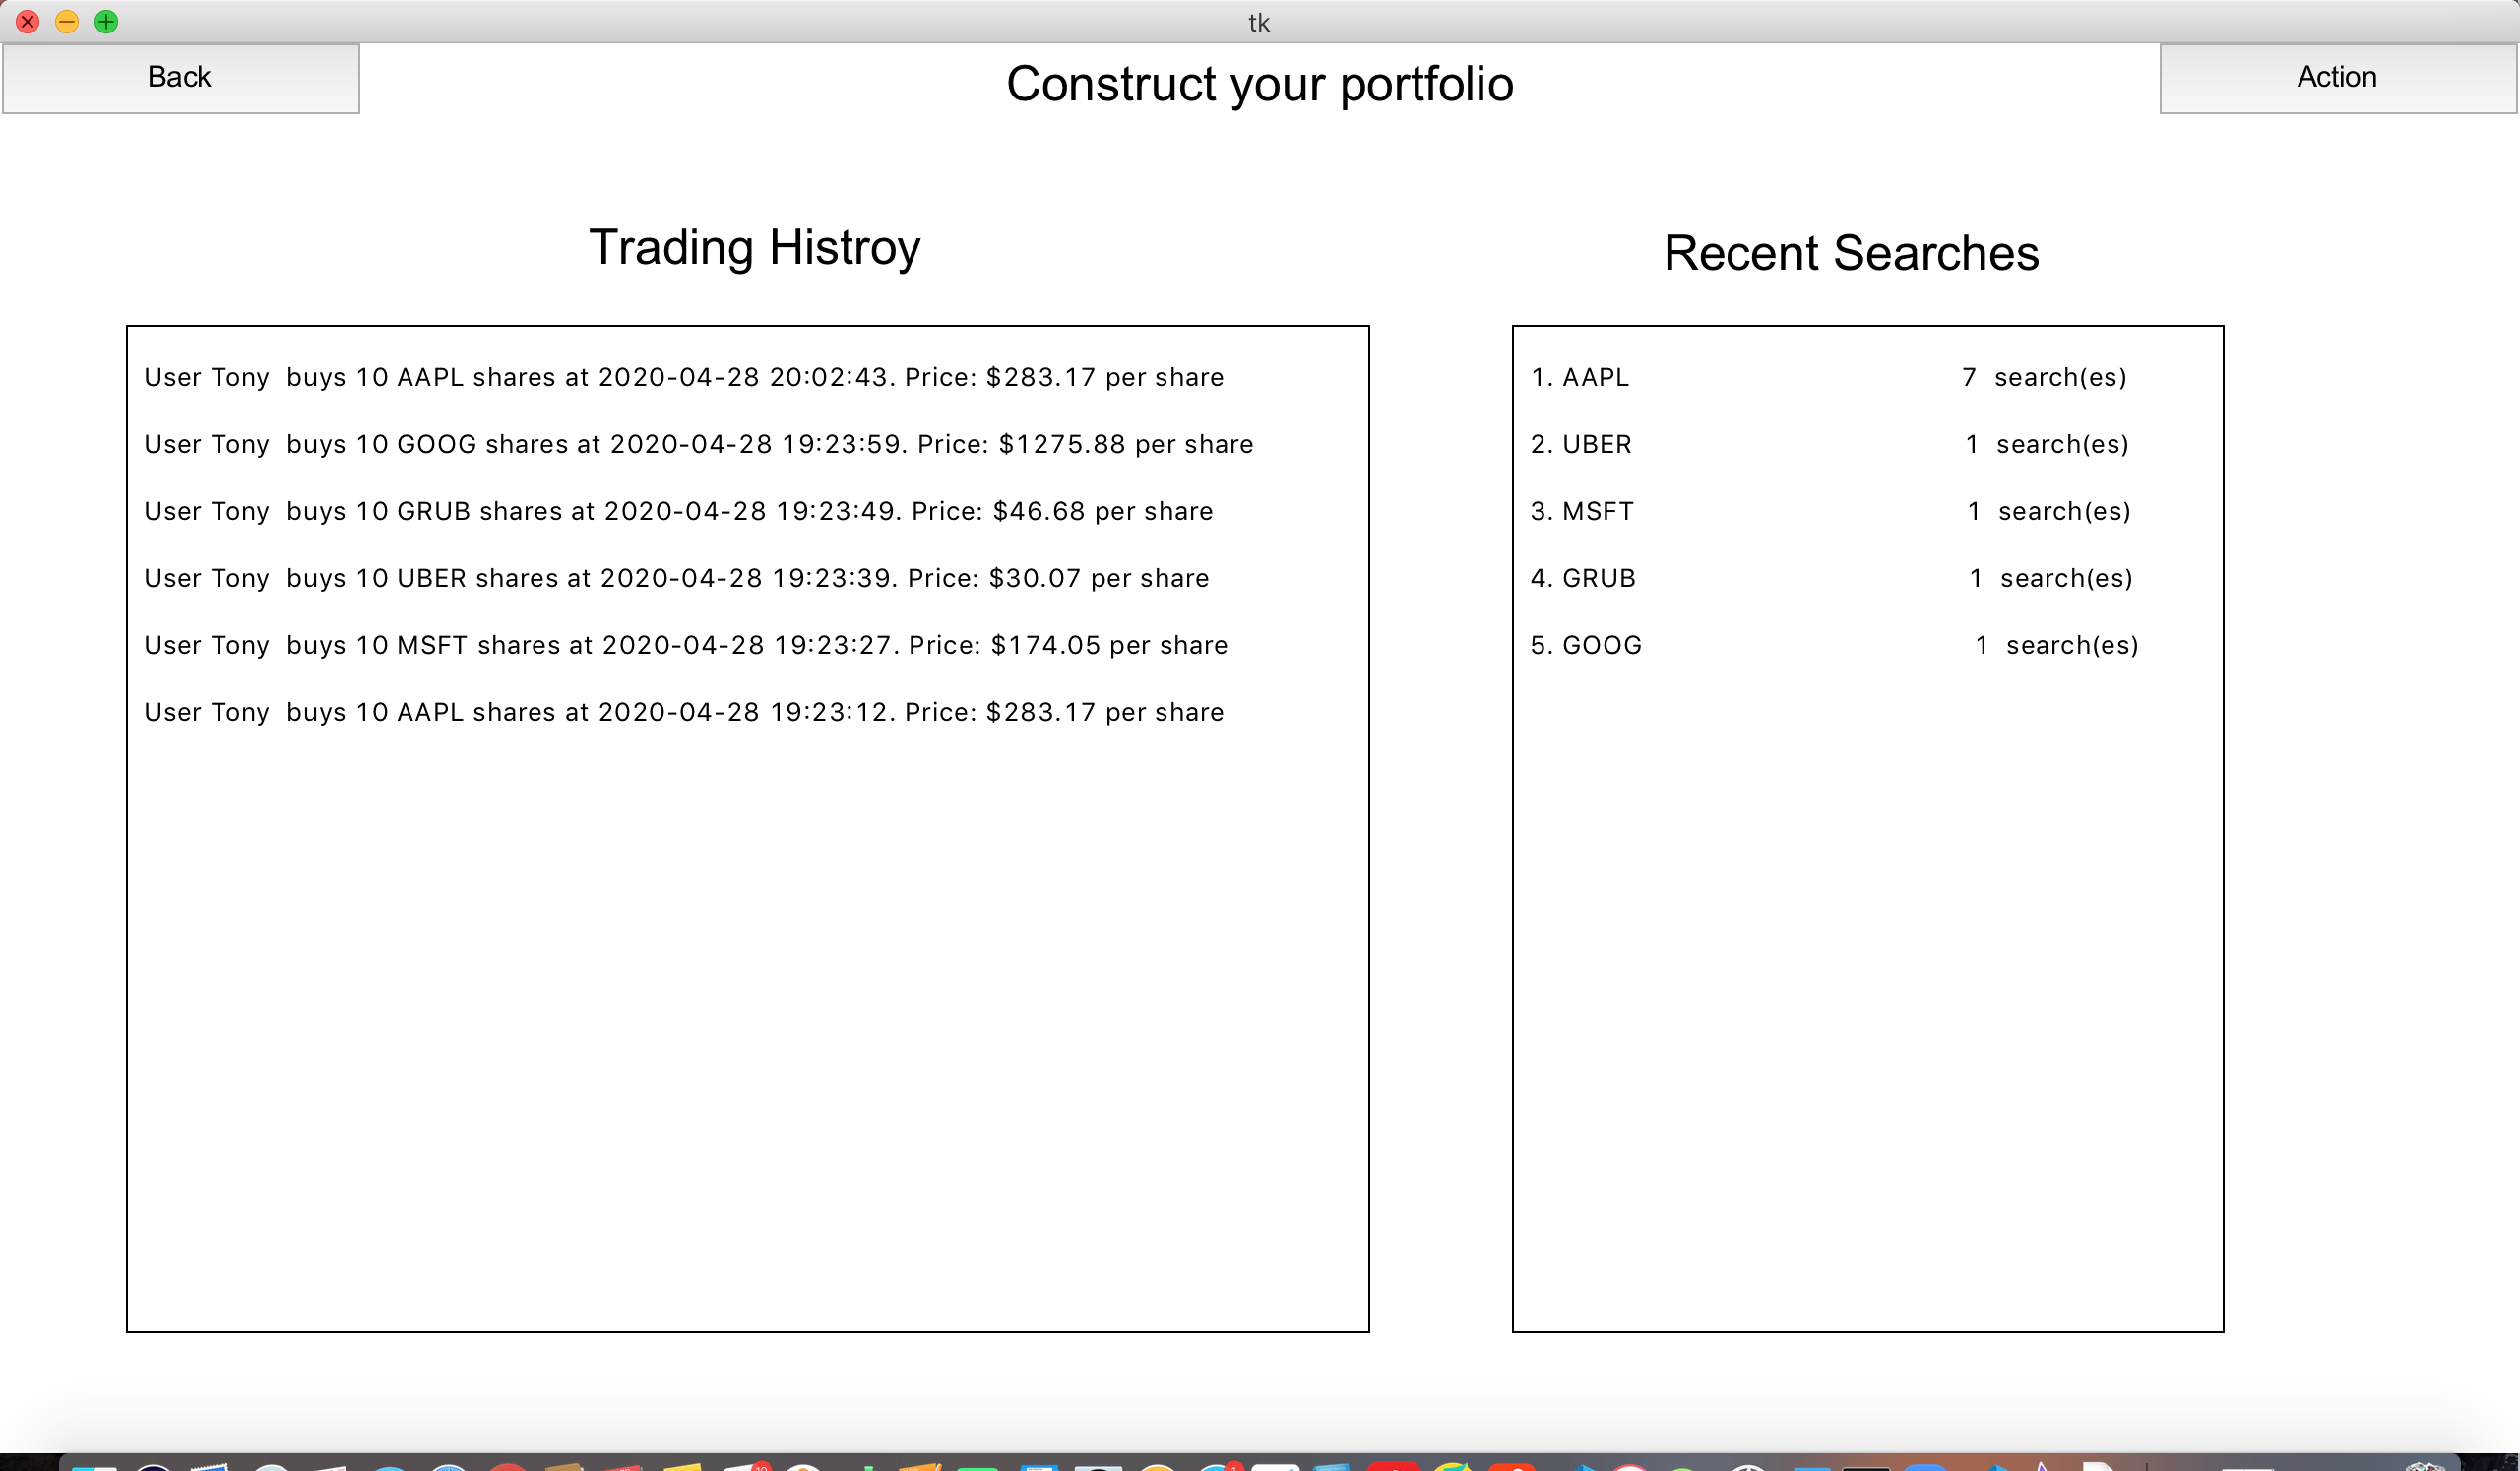 tk
Back
Construct your portfolio
Action
Trading Histroy
User Tony  buys 10 AAPL shares at 2020-04-28 20:02:43. Price: $283.17 per share
User Tony  buys 10 GOOG shares at 2020-04-28 19:23:59. Price: $1275.88 per share
User Tony  buys 10 GRUB shares at 2020-04-28 19:23:49. Price: $46.68 per share
User Tony  buys 10 UBER shares at 2020-04-28 19:23:39. Price: $30.07 per share
User Tony  buys 10 MSFT shares at 2020-04-28 19:23:27. Price: $174.05 per share
User Tony  buys 10 AAPL shares at 2020-04-28 19:23:12. Price: $283.17 per share
Recent Searches
1. AAPL 7  search(es)
2. UBER 1  search(es)
3. MSFT 1  search(es)
4. GRUB 1  search(es)
5. GOOG 1  search(es)